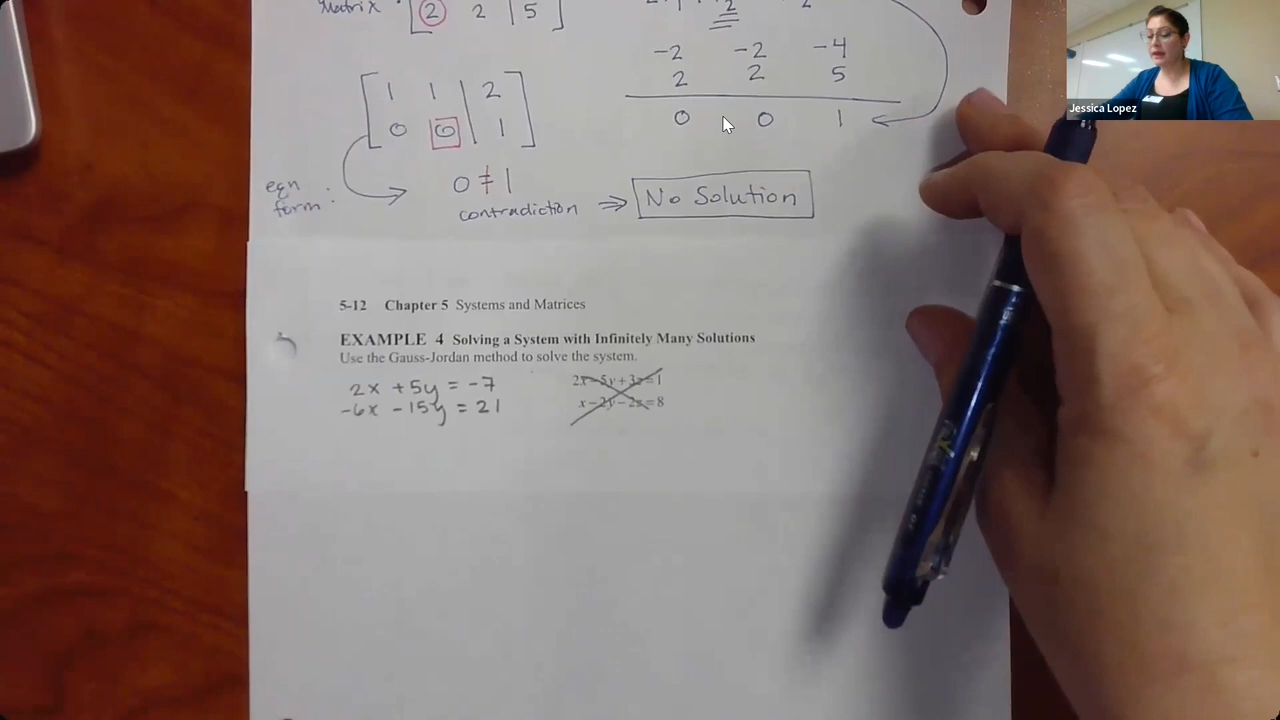 Matrix [2 2 | 5]
-2 -2 -4
2 2 5
0 0 1
[1 1 | 2
0 0 | 1]
eqn form:
0 ≠ 1
contradiction ⇒ No Solution
Jessica Lopez
5-12 Chapter 5 Systems and Matrices
EXAMPLE 4 Solving a System with Infinitely Many Solutions
Use the Gauss-Jordan method to solve the system.
2x + 5y = -7
-6x - 15y = 21
2x-5y+3z=1
x-2y-2z=8